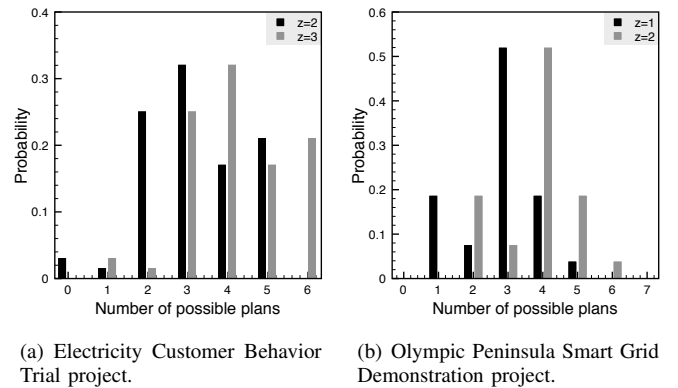 0.4
0.3
0.2
0.1
0
Probability
z=2
z=3
0 1 2 3 4 5 6
Number of possible plans
(a) Electricity Customer Behavior
Trial project.
0.6
0.5
0.4
0.3
0.2
0.1
0
Probability
z=1
z=2
0 1 2 3 4 5 6 7
Number of possible plans
(b) Olympic Peninsula Smart Grid
Demonstration project.